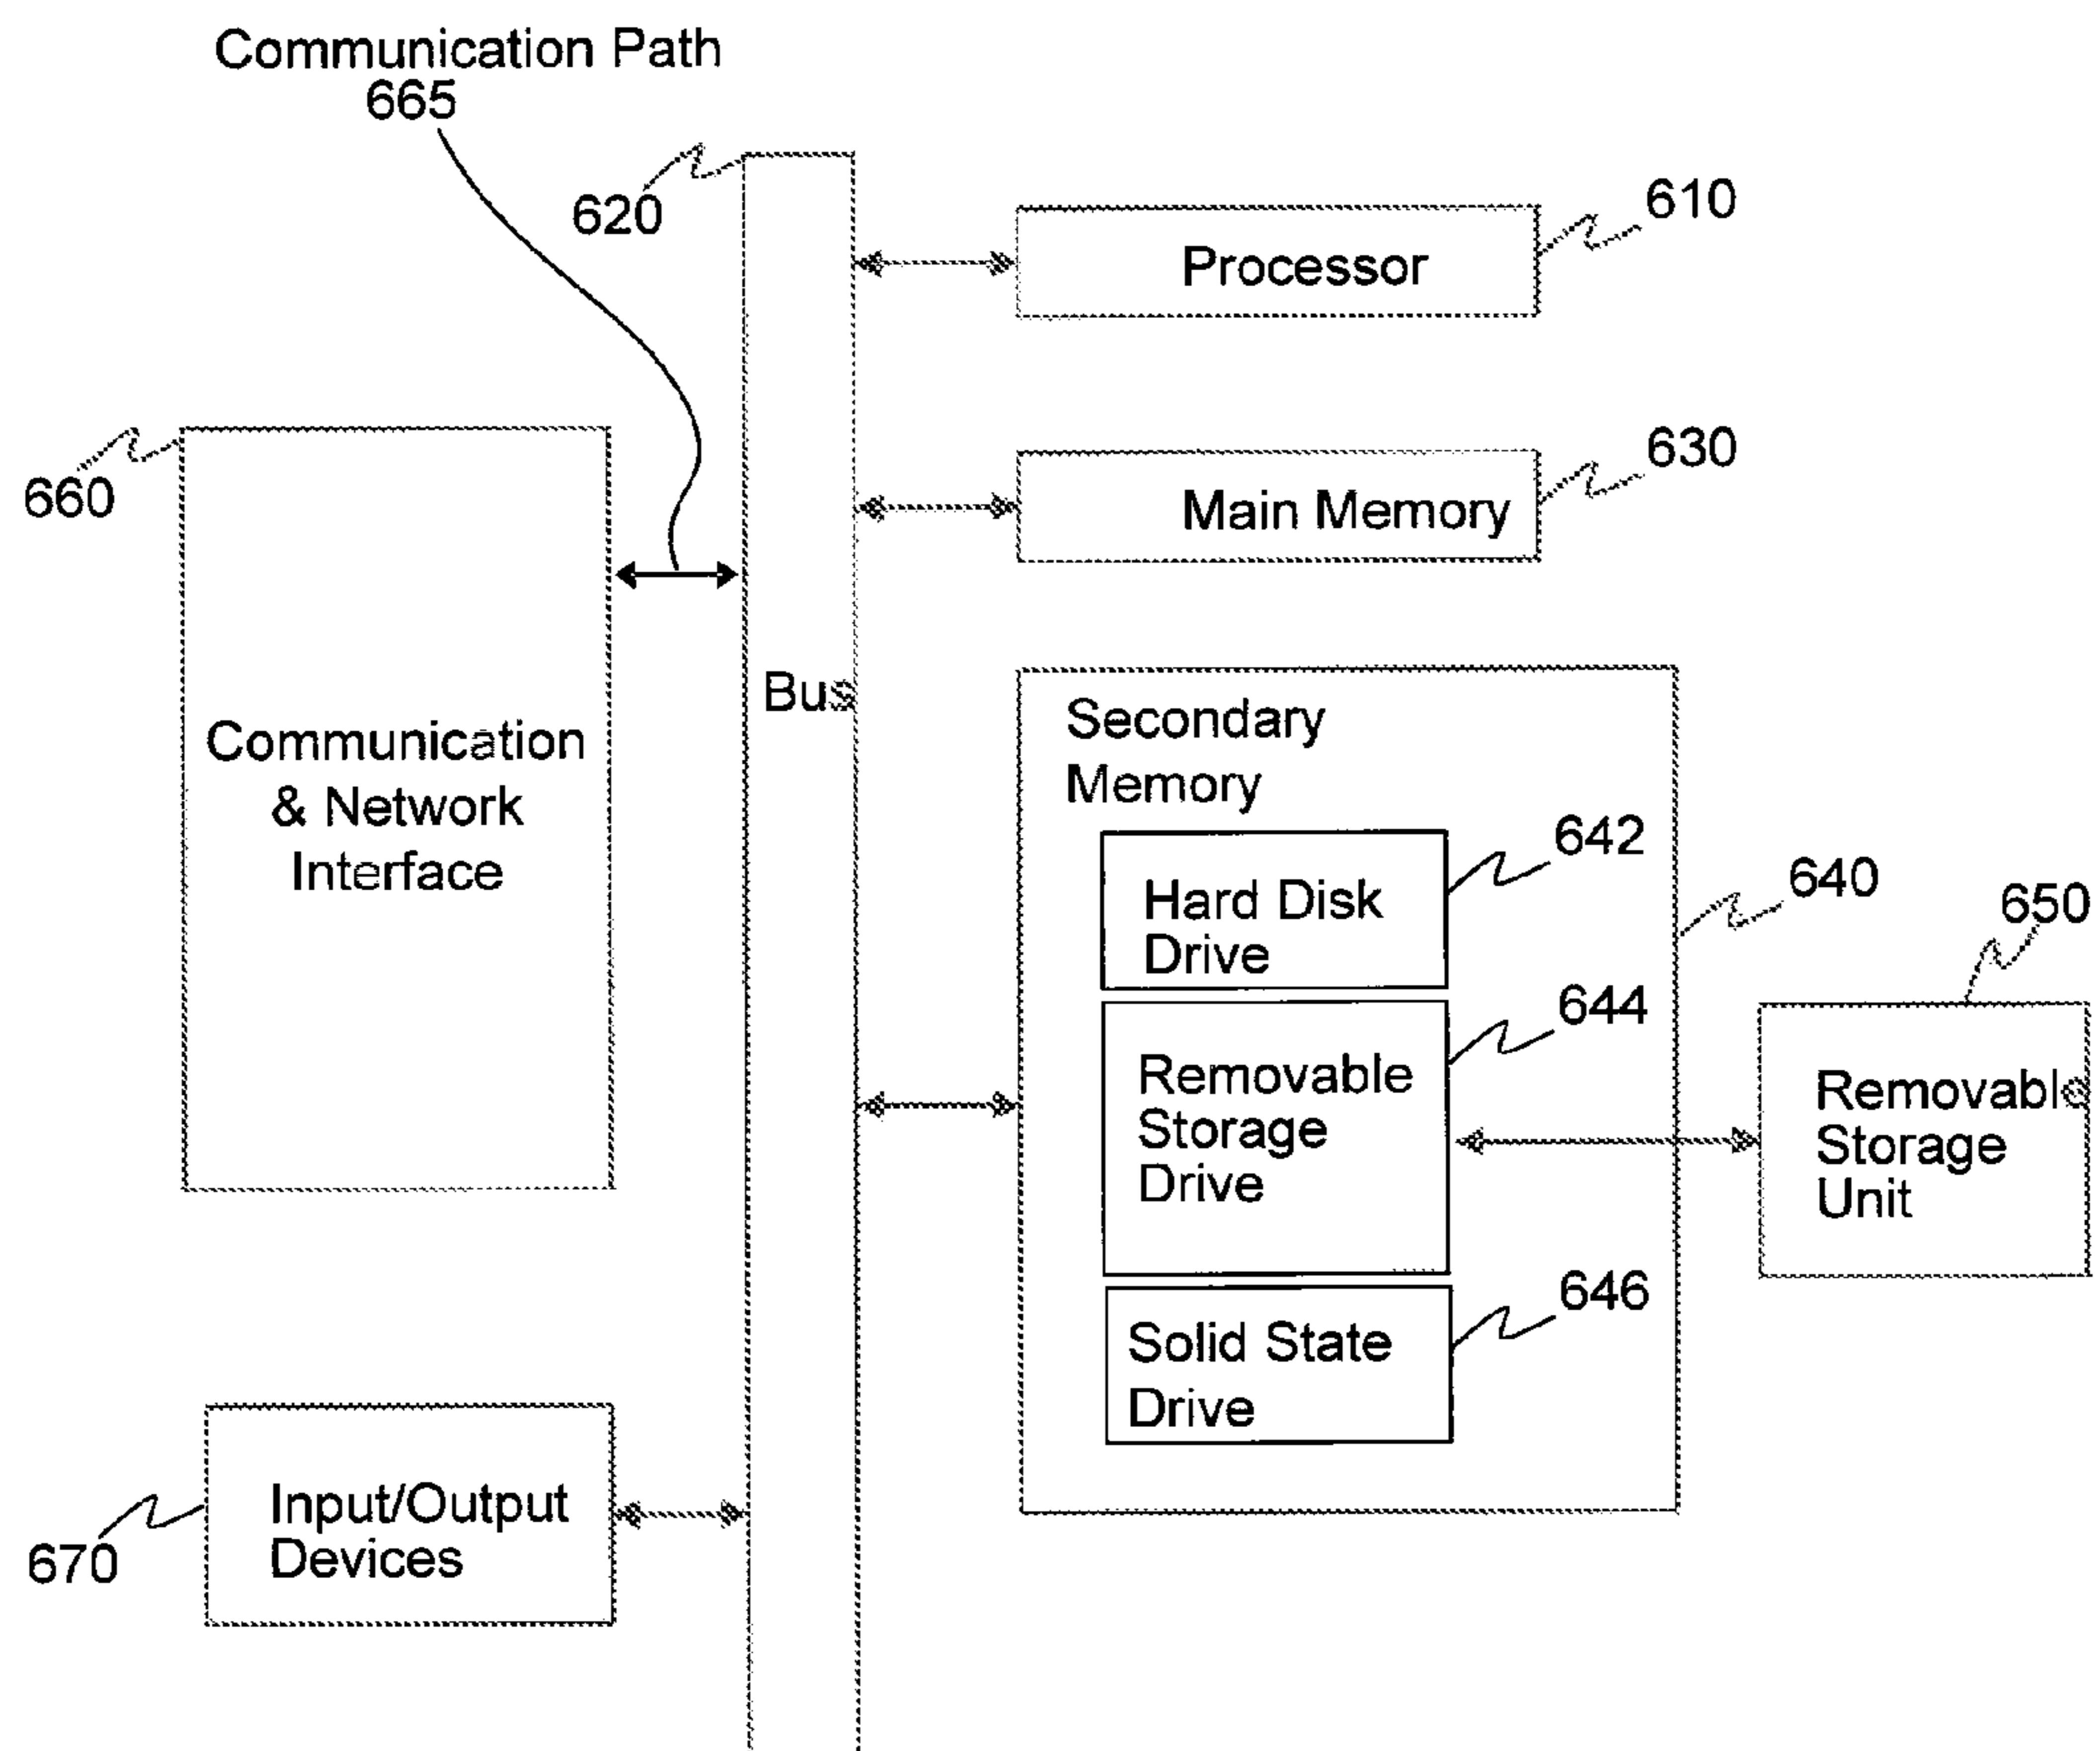 Communication Path
665
620
610
Processor
630
Main Memory
660
Bus
Communication
& Network
Interface
Secondary
Memory
642
Hard Disk
Drive
640
650
644
Removable
Storage
Drive
Removable
Storage
Unit
646
Solid State
Drive
Input/Output
Devices
670